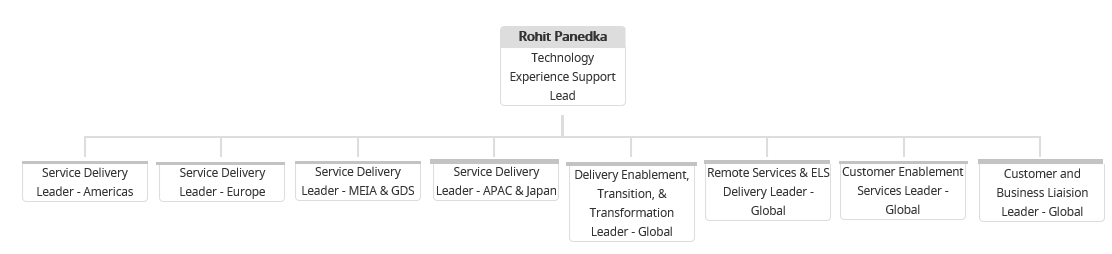 Rohit Panedka
Technology
Experience Support
Lead
Service Delivery
Leader - Americas
Service Delivery
Leader - Europe
Service Delivery
Leader - MEIA & GDS
Service Delivery
Leader - APAC & Japan
Delivery Enablement,
Transition, &
Transformation
Leader - Global
Remote Services & ELS
Delivery Leader -
Global
Customer Enablement
Services Leader -
Global
Customer and
Business Liaision
Leader - Global